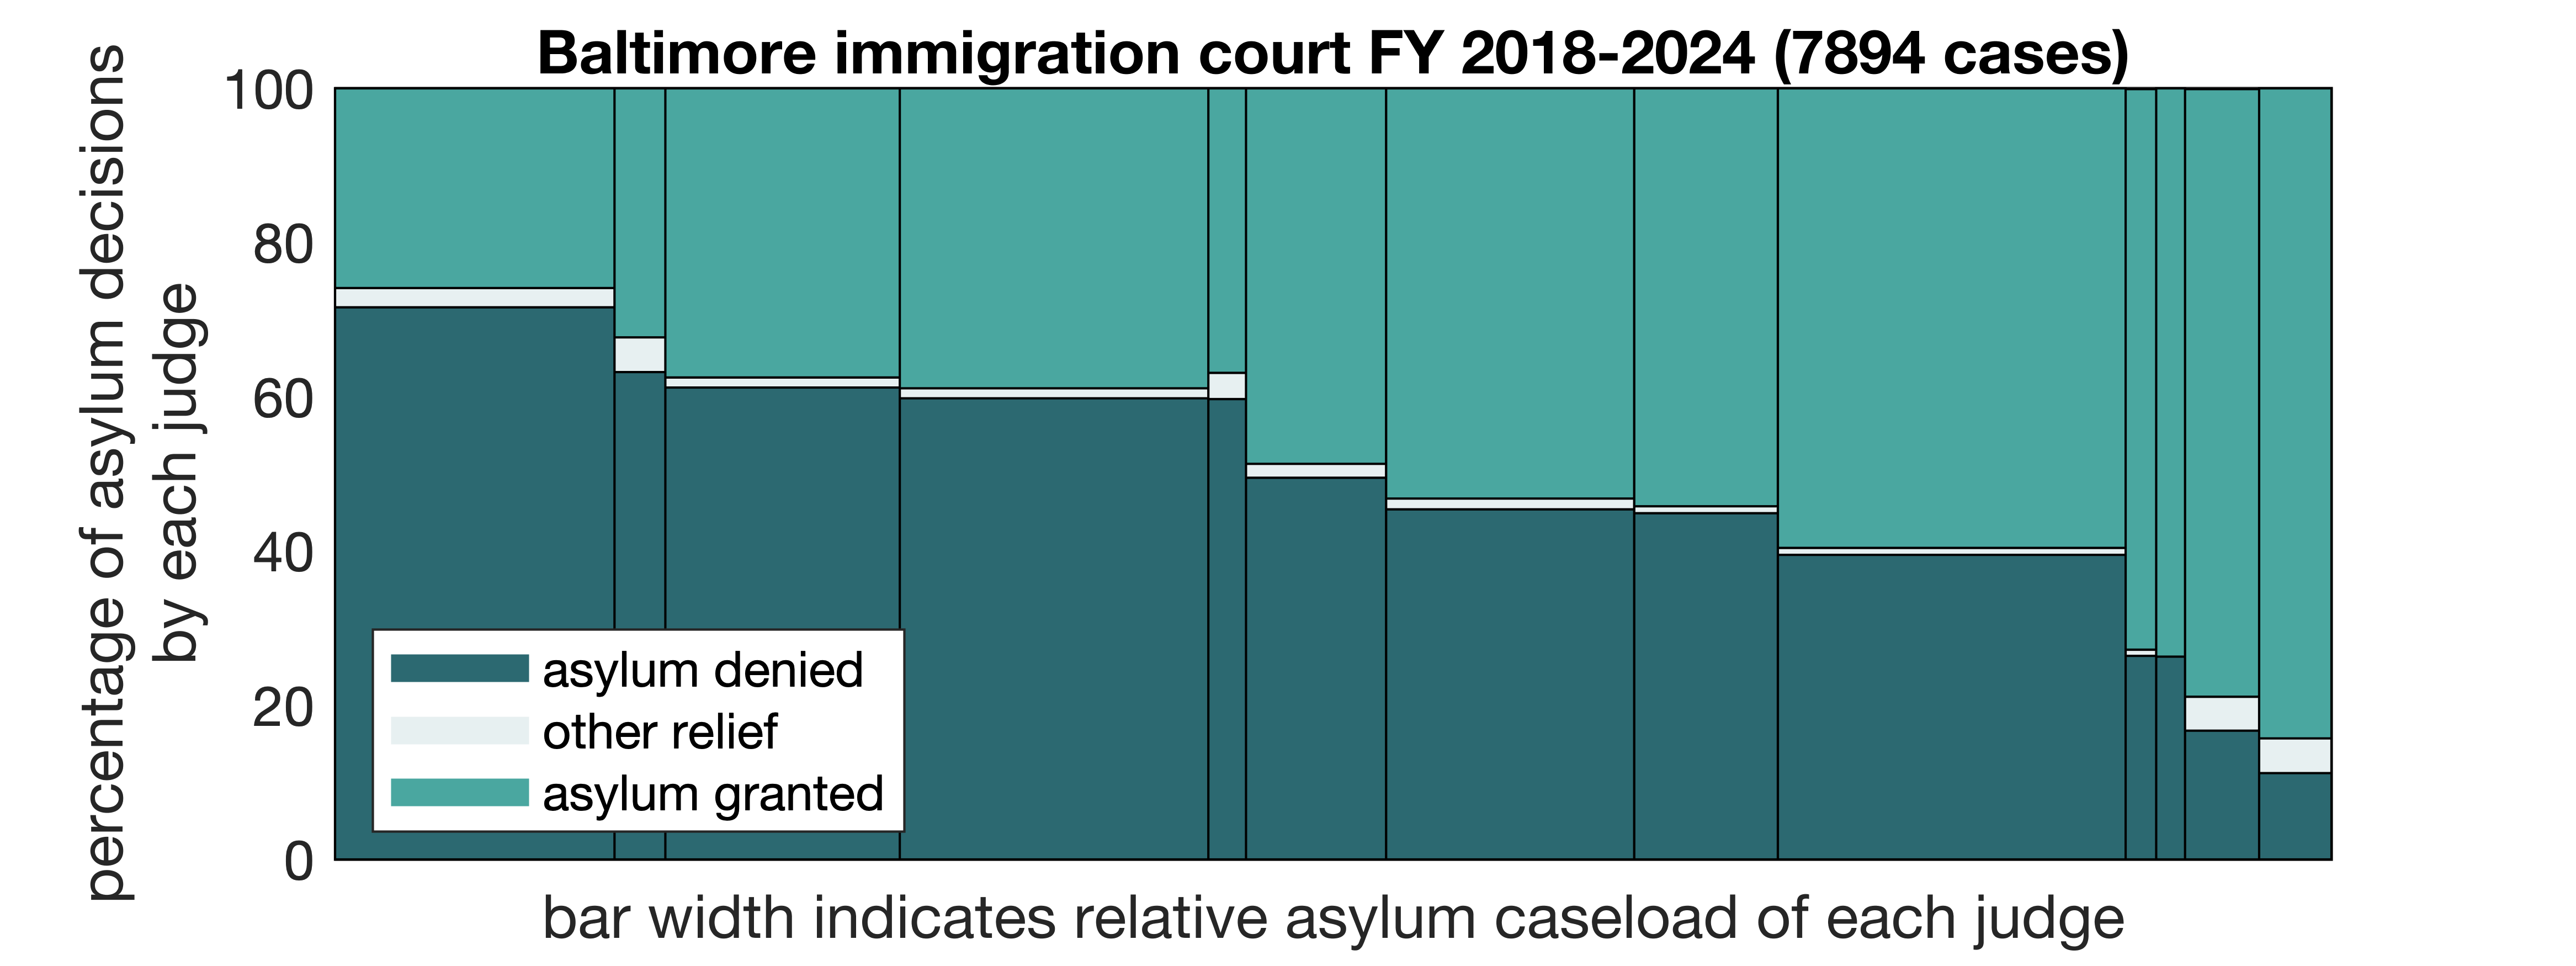 Baltimore immigration court FY 2018-2024 (7894 cases)
percentage of asylum decisions
by each judge
100
80
60
40
20
0
asylum denied
other relief
asylum granted
bar width indicates relative asylum caseload of each judge